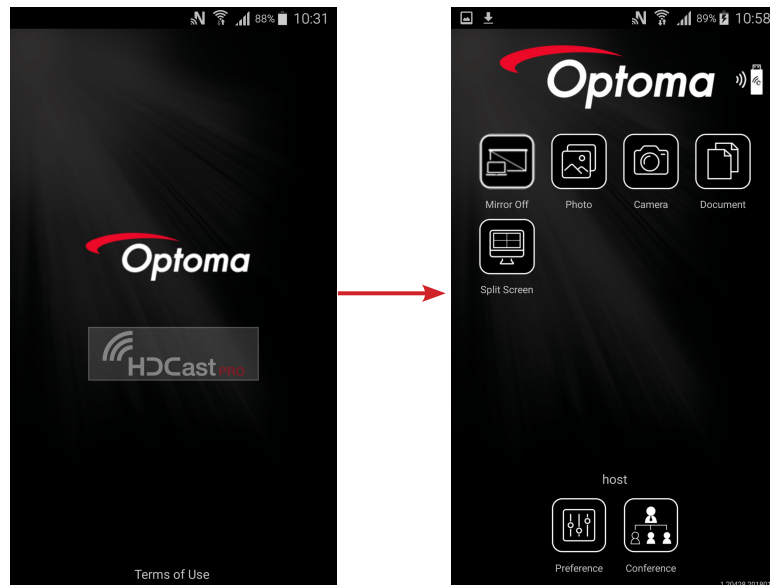 88% 10:31
Optoma
HDCast PRO
Terms of Use
89% 10:58
Optoma
Mirror Off Photo Camera Document
Split Screen
host
Preference Conference